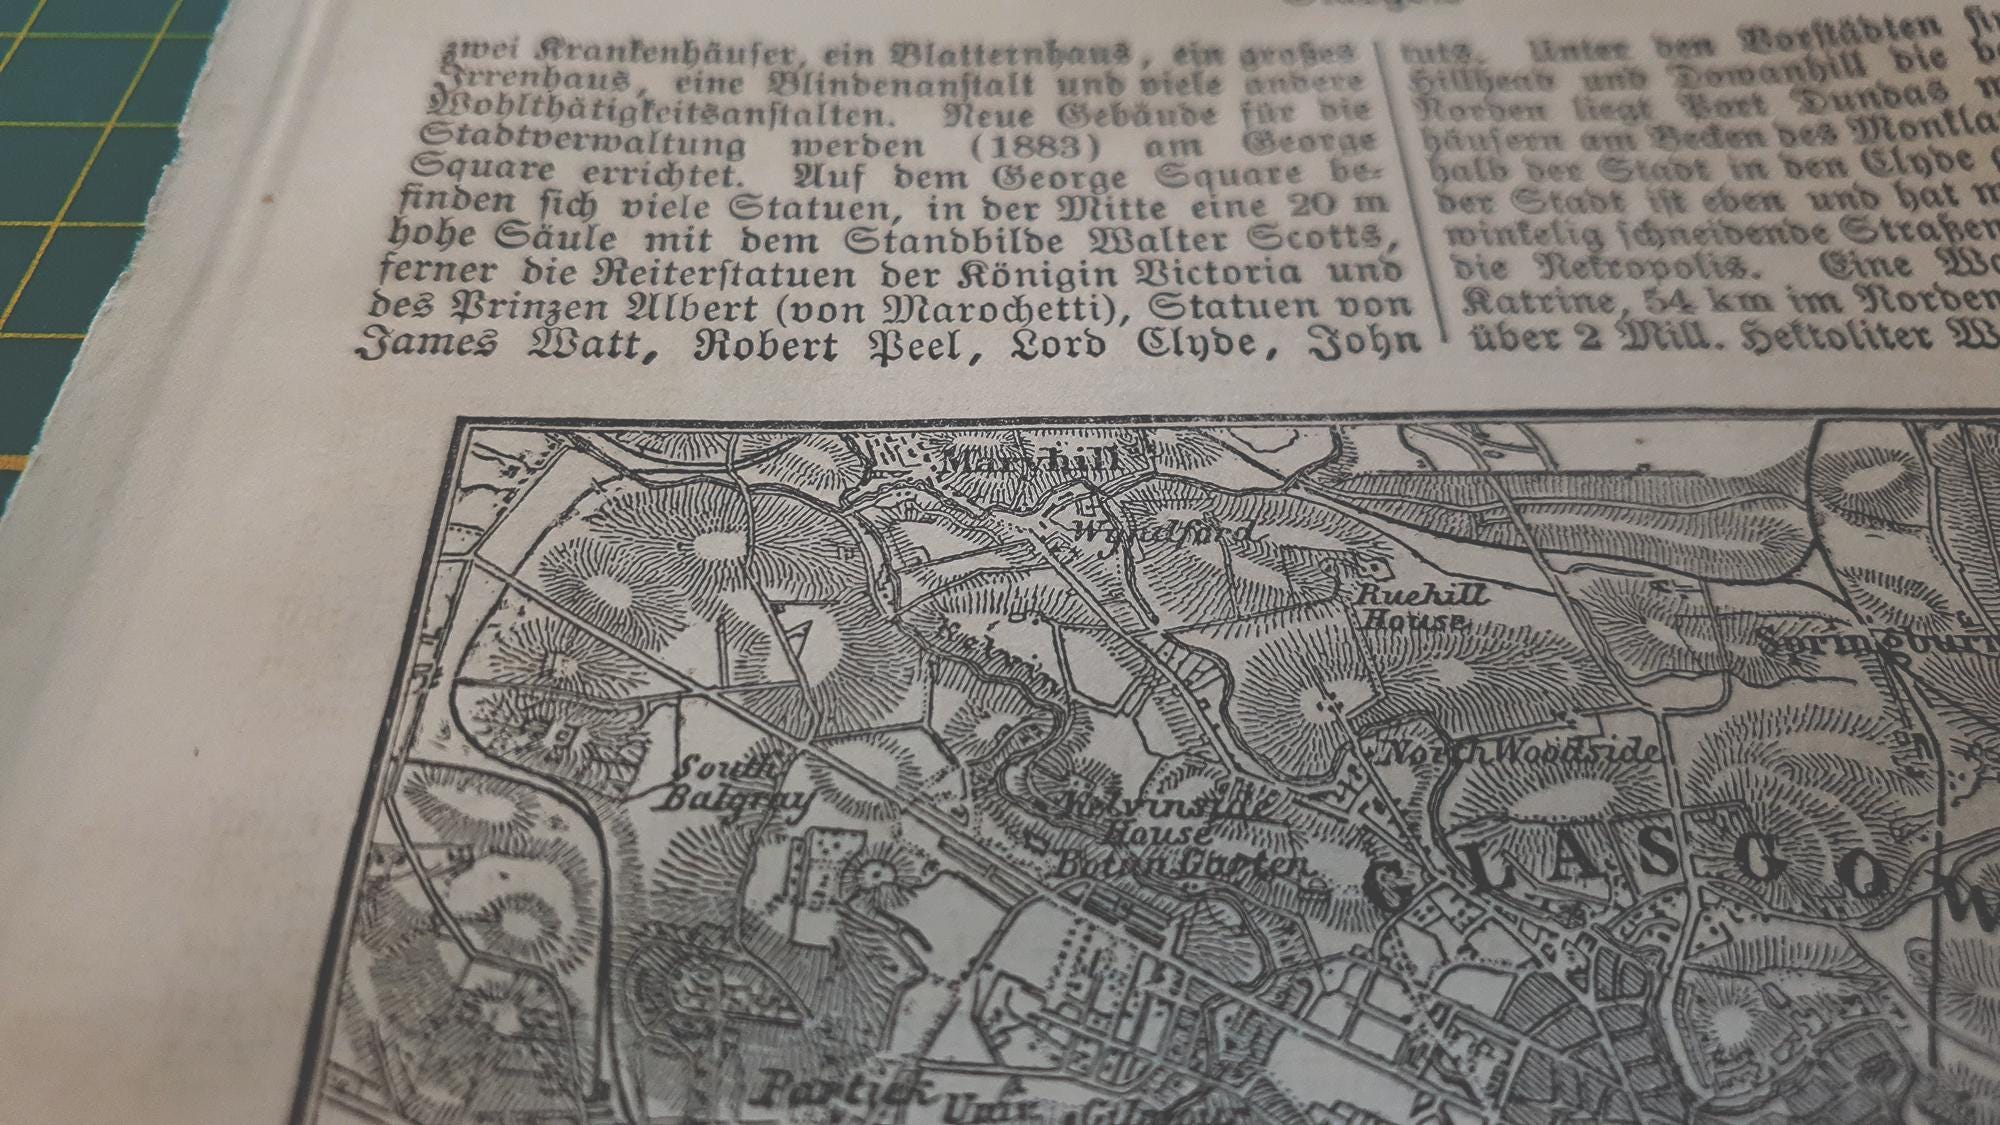 zwei Krankenhäuser, ein Blatternhaus, ein großes
Irrenhaus, eine Blindenanstalt und viele andere
Wohlthätigkeitsanstalten. Neue Gebäude für die
Stadtverwaltung werden (1883) am George
Square errichtet. Auf dem George Square be-
finden sich viele Statuen, in der Mitte eine 20 m
hohe Säule mit dem Standbilde Walter Scotts,
ferner die Reiterstatuen der Königin Victoria und
des Prinzen Albert (von Marochetti), Statuen von
James Watt, Robert Peel, Lord Clyde, John
tuts. Unter den Vorstädten
Hillhead und Dowanhill die
Norden liegt Port Dundas
häusern am Becken des
halb der Stadt in den Clyde
der Stadt ist eben und hat
winkelig schneidende Straßen
die Nekropolis. Eine
Katrine, 54 km im Norden
über 2 Mill. Hektoliter
Maryhill
Wyndford
Ruehill
House
Kelvin
Springburn
North Woodside
South
Balgray
Kelvinside
House
Botan. Garten
GLASGOW
Partick
Univ.